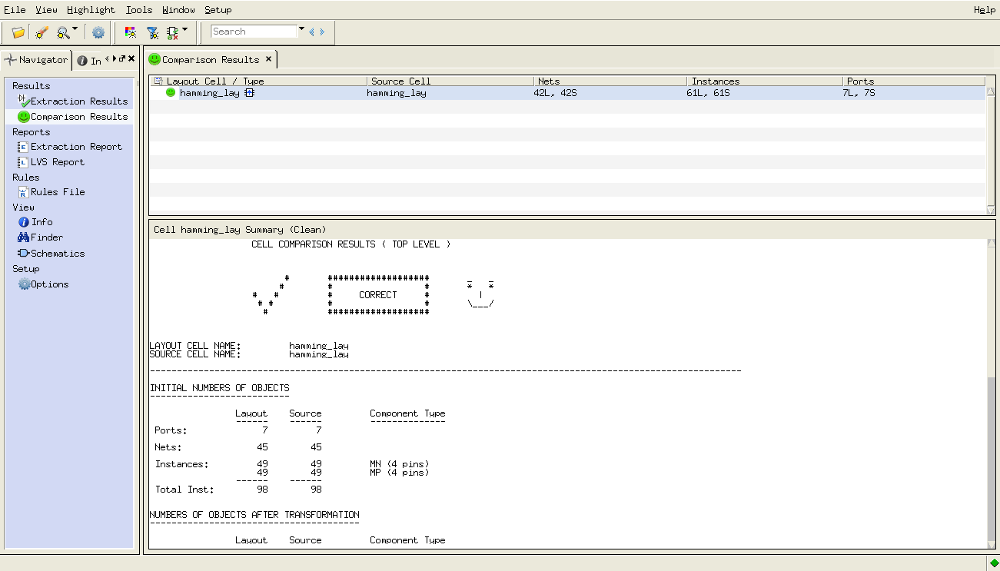 File View Highlight Tools Window Setup Help
Search
Navigator In
Comparison Results
Results
Extraction Results
Comparison Results
Reports
Extraction Report
LVS Report
Rules
Rules File
View
Info
Finder
Schematics
Setup
Options
Layout Cell / Type Source Cell Nets Instances Ports
hamming_lay hamming_lay 42L, 42S 61L, 61S 7L, 7S
Cell hamming_lay Summary (Clean)
CELL COMPARISON RESULTS ( TOP LEVEL )
# ################### _ _
# # # * *
# # # CORRECT # |
# # # # \___/
# ###################
LAYOUT CELL NAME: hamming_lay
SOURCE CELL NAME: hamming_lay
--------------------------------------------------------------------------------------------------------------
INITIAL NUMBERS OF OBJECTS
--------------------------
Layout Source Component Type
------ ------ --------------
Ports: 7 7
Nets: 45 45
Instances: 49 49 MN (4 pins)
49 49 MP (4 pins)
------ ------
Total Inst: 98 98
NUMBERS OF OBJECTS AFTER TRANSFORMATION
---------------------------------------
Layout Source Component Type